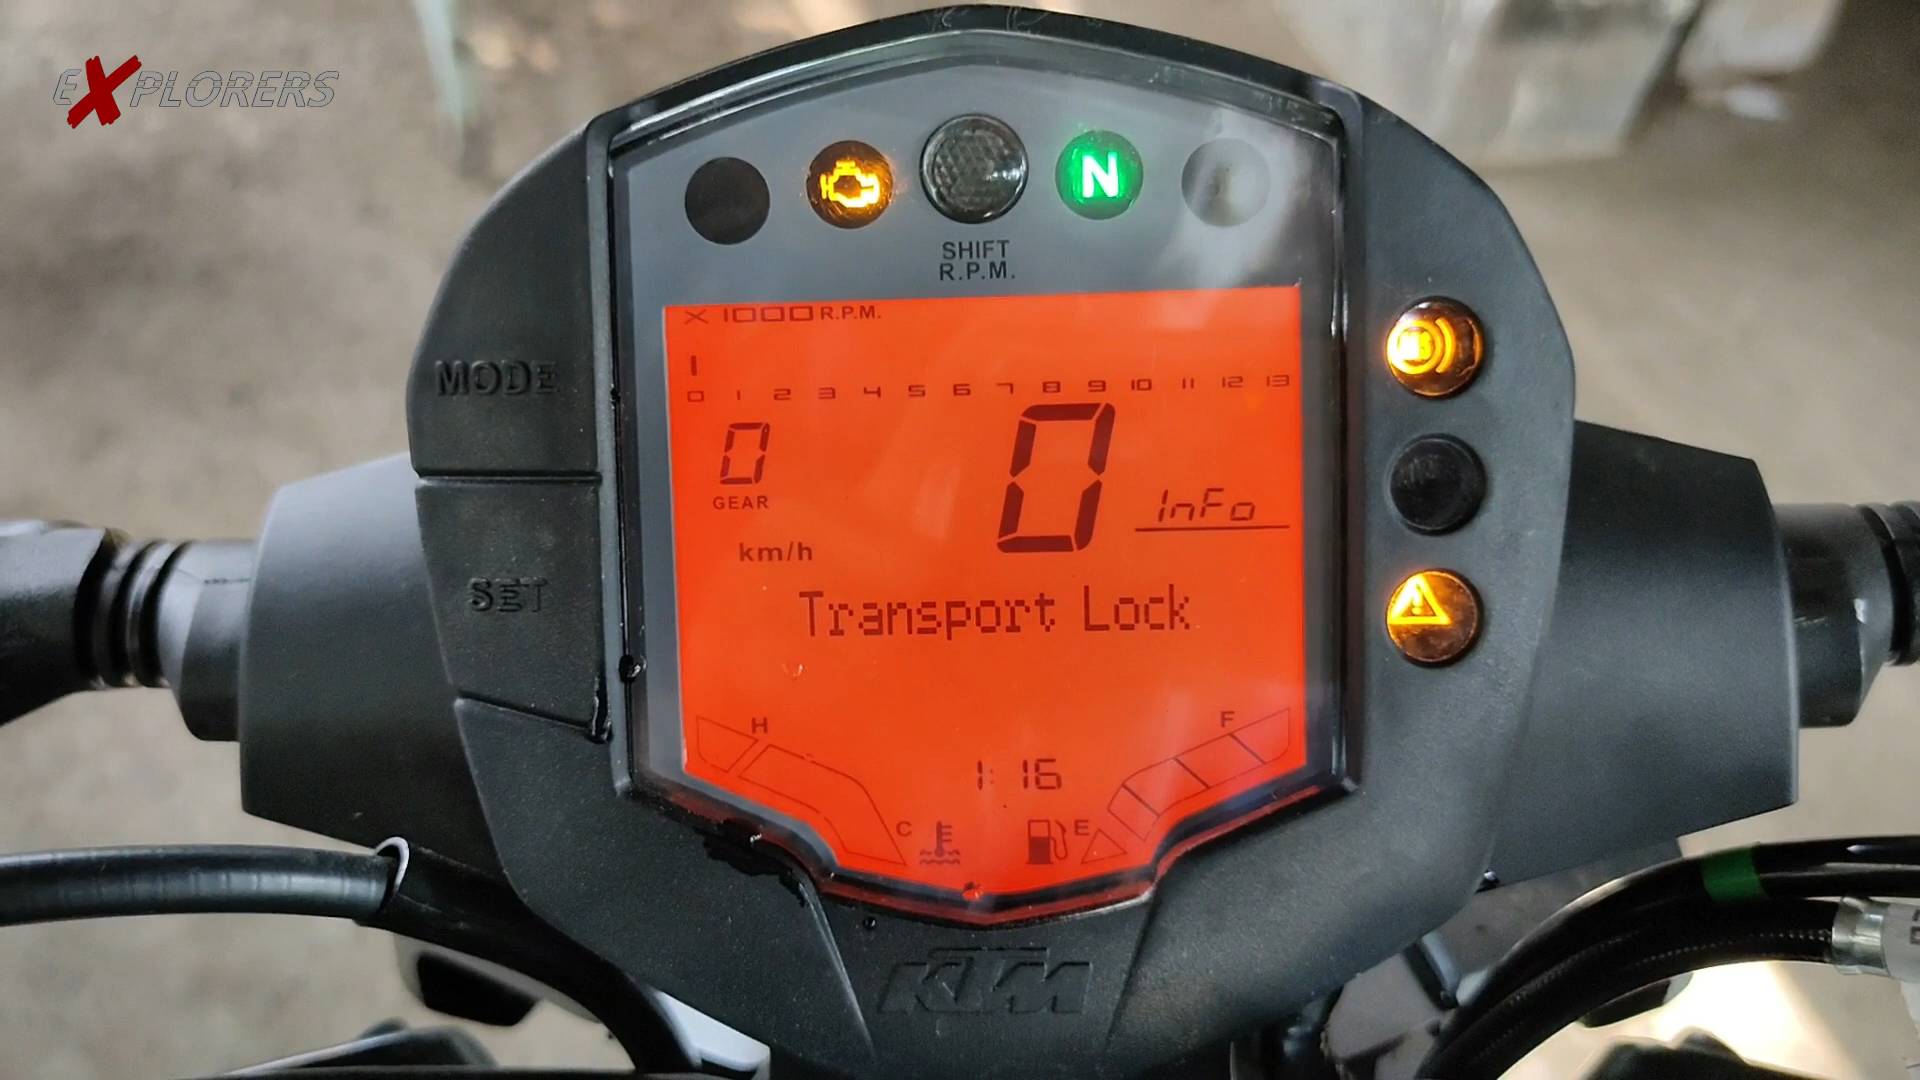 EXPLORERS
N
SHIFT
R.P.M.
X 1000 R.P.M.
0 1 2 3 4 5 6 7 8 9 10 11 12 13
MODE
0
GEAR
0
InFo
km/h
SET
Transport Lock
H
F
1:16
C
E
KTM